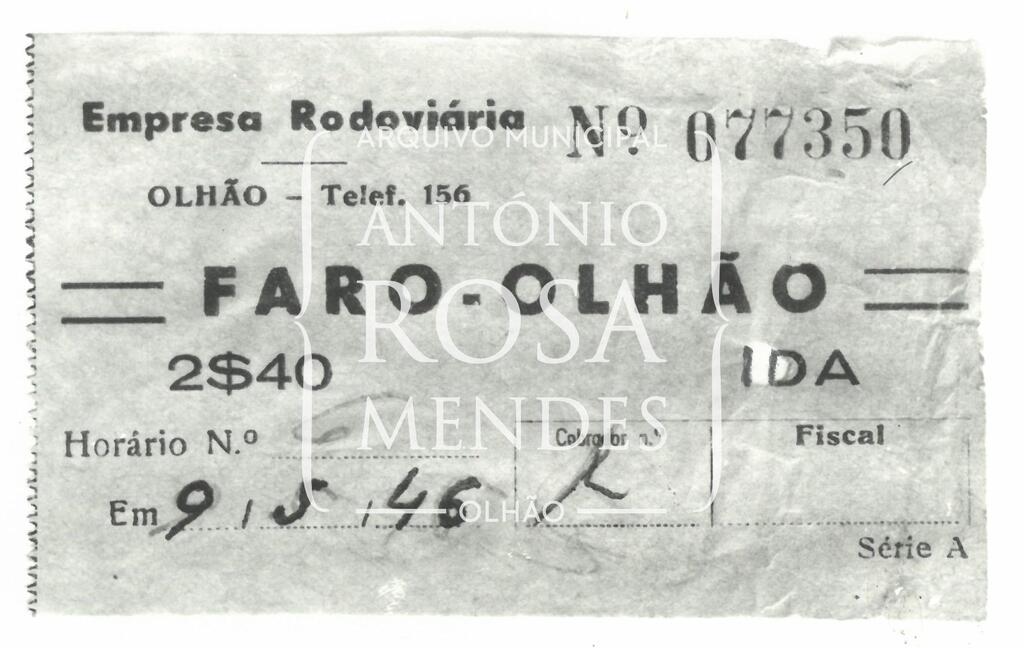 Empresa Rodoviária Nº 077350
OLHÃO – Telef. 156
FARO-OLHÃO
2$40 IDA
Horário N.º
Cobrador n.º Fiscal
Em 9/5/46
Série A
ARQUIVO MUNICIPAL
ANTÓNIO
ROSA
MENDES
OLHÃO